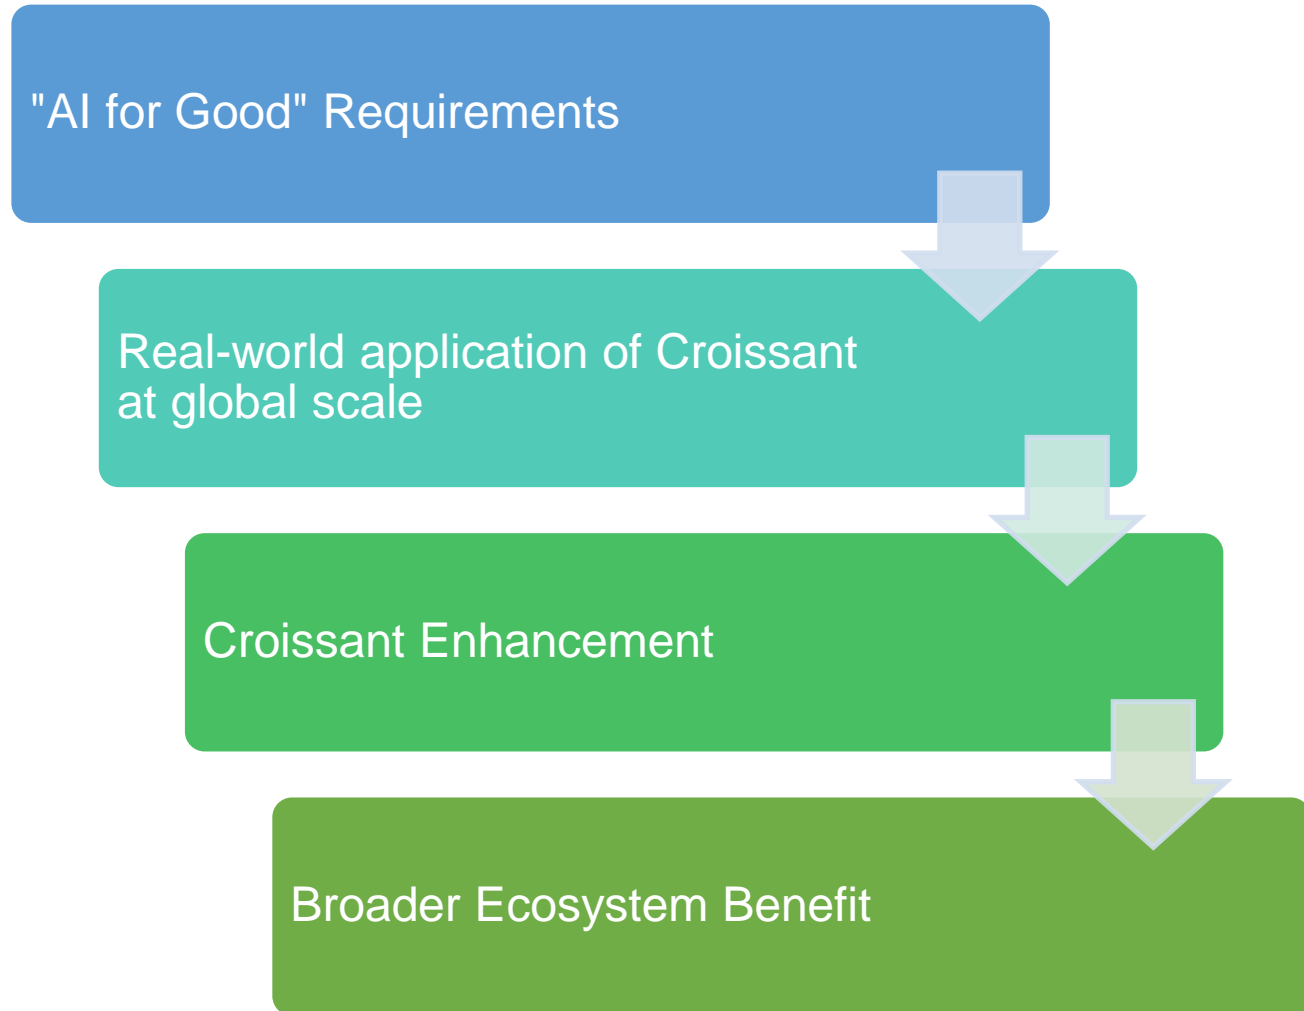 "AI for Good" Requirements
Real-world application of Croissant
at global scale
Croissant Enhancement
Broader Ecosystem Benefit